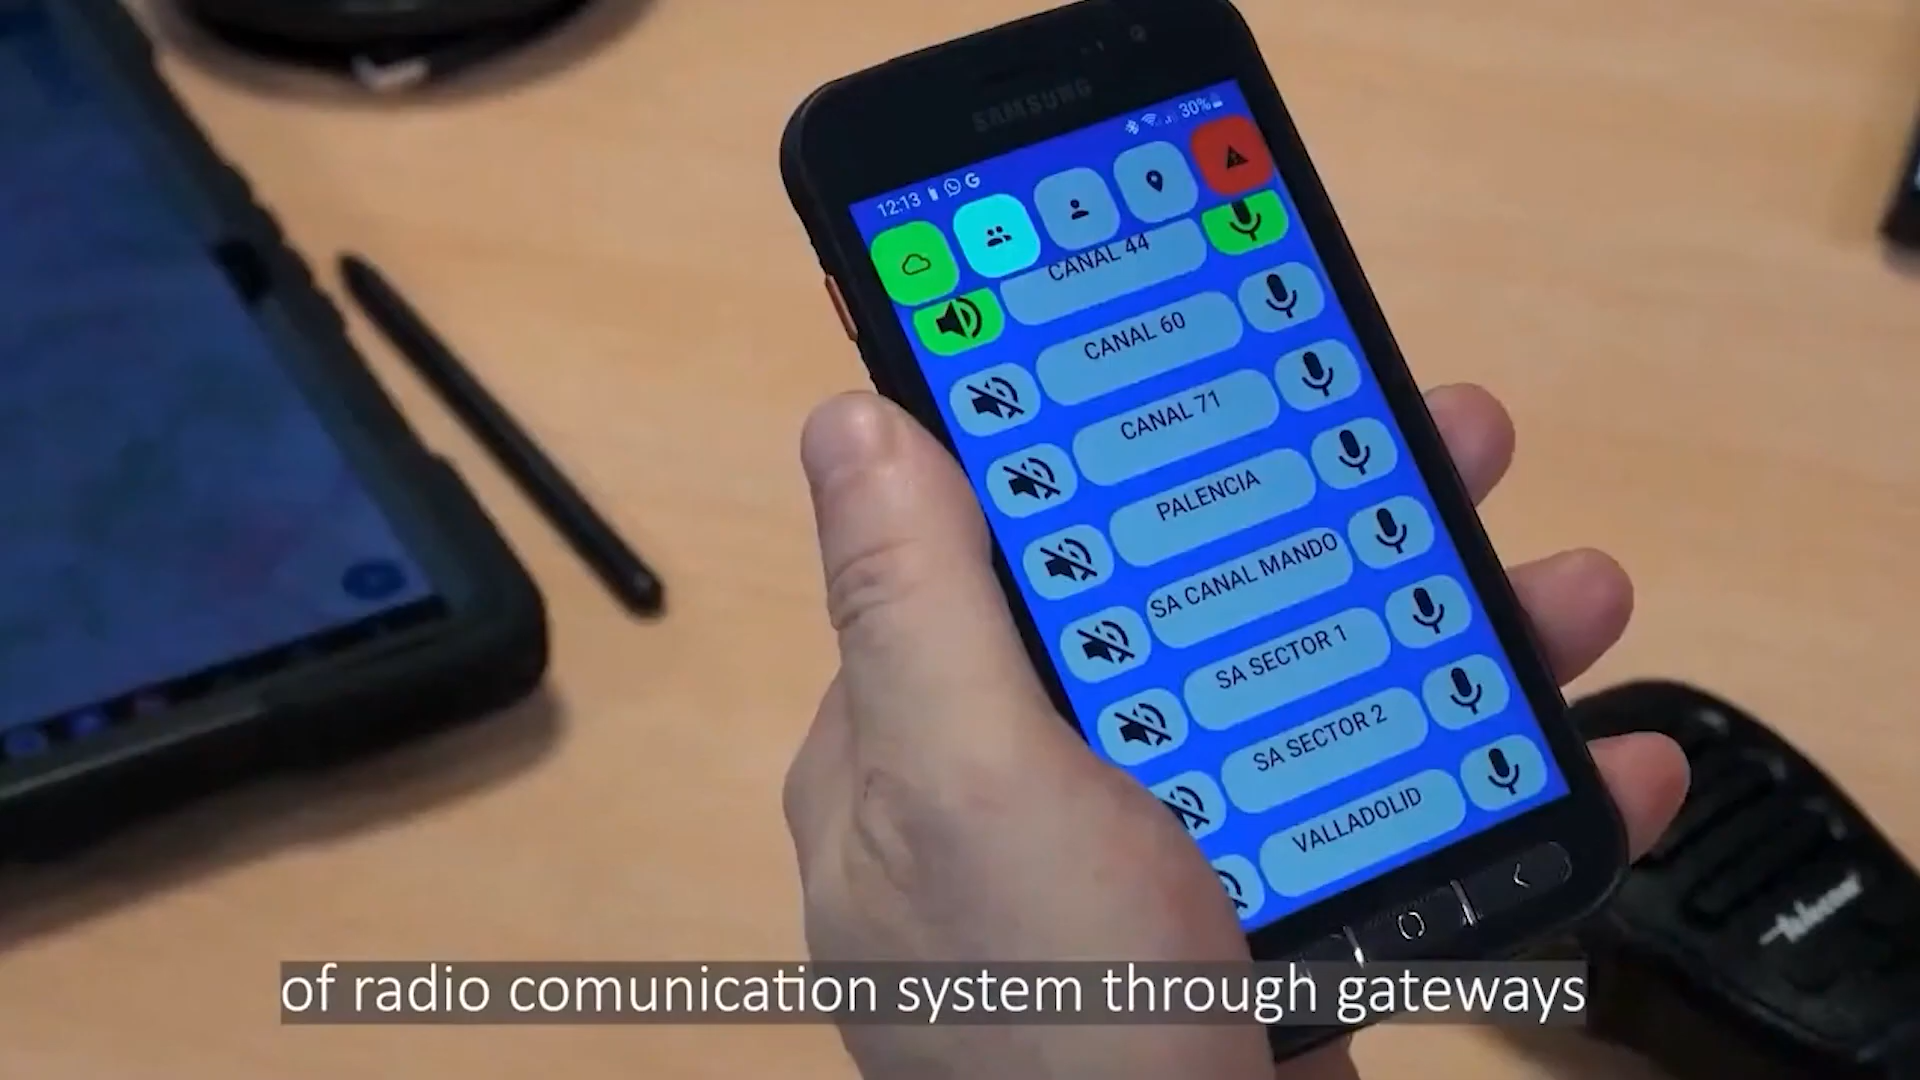 SAMSUNG
30%
12:13
CANAL 44
CANAL 60
CANAL 71
PALENCIA
SA CANAL MANDO
SA SECTOR 1
SA SECTOR 2
VALLADOLID
of radio comunication system through gateways